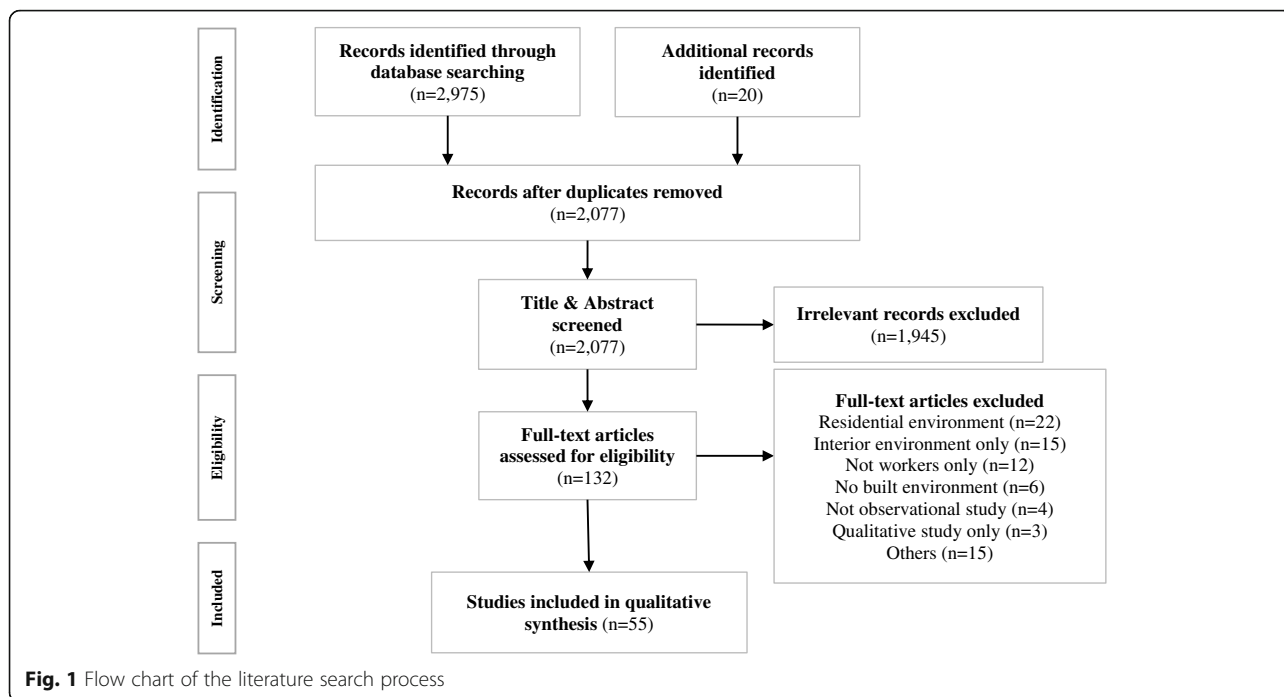 Identification
Records identified through
database searching
(n=2,975)
Additional records
identified
(n=20)
Records after duplicates removed
(n=2,077)
Screening
Title & Abstract
screened
(n=2,077)
Irrelevant records excluded
(n=1,945)
Eligibility
Full-text articles
assessed for eligibility
(n=132)
Full-text articles excluded
Residential environment (n=22)
Interior environment only (n=15)
Not workers only (n=12)
No built environment (n=6)
Not observational study (n=4)
Qualitative study only (n=3)
Others (n=15)
Included
Studies included in qualitative
synthesis (n=55)
Fig. 1 Flow chart of the literature search process